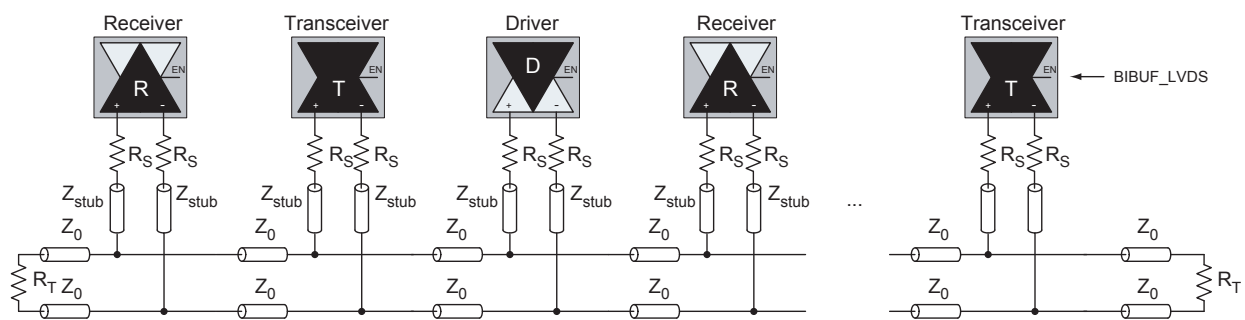 Receiver Transceiver Driver Receiver Transceiver
R EN + - T EN + - D EN + - R EN + - T EN + - BIBUF_LVDS
RS RS RS RS RS RS RS RS RS RS
Zstub Zstub Zstub Zstub Zstub Zstub Zstub Zstub ...
Z0 Z0 Z0 Z0 Z0 Z0
RT Z0 Z0 Z0 Z0 Z0 Z0 RT